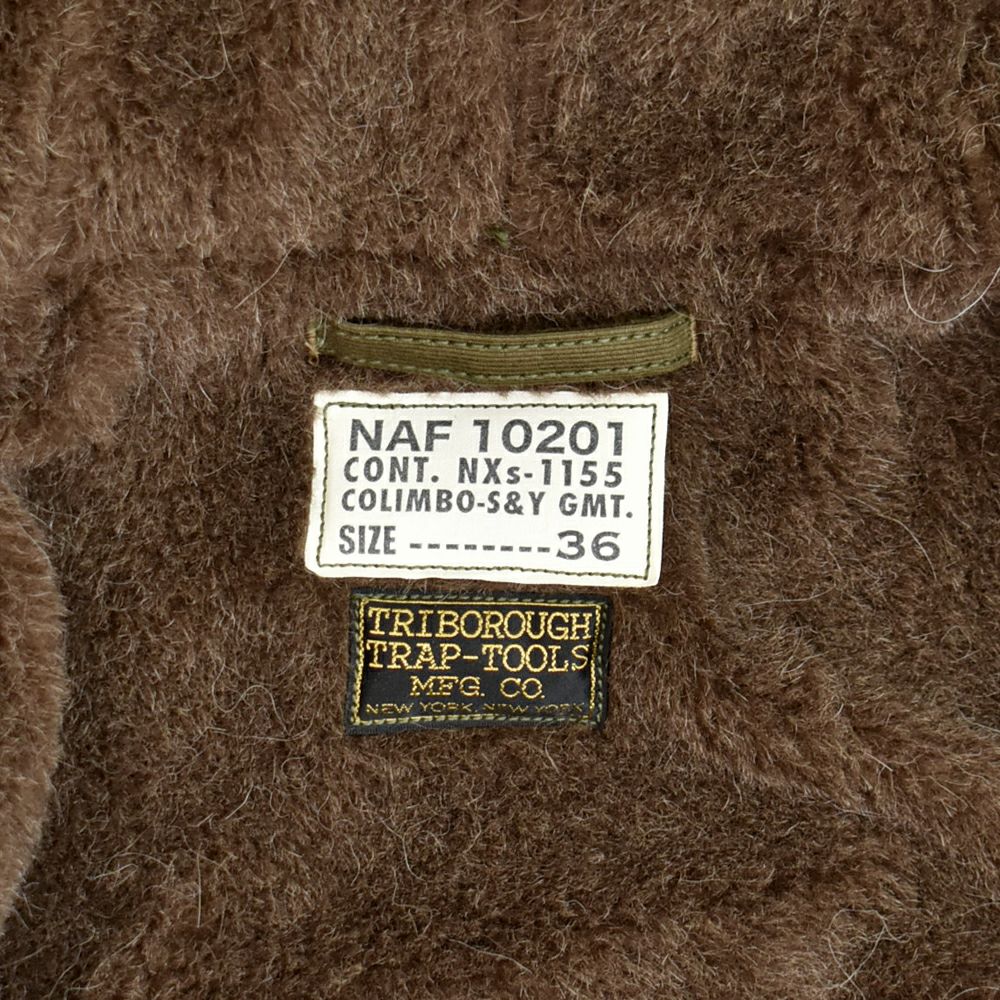 NAF 10201
CONT. NXs-1155
COLIMBO-S&Y GMT.
SIZE ---------36
TRIBOROUGH
TRAP-TOOLS
MFG. CO.
NEW YORK, NEW YORK